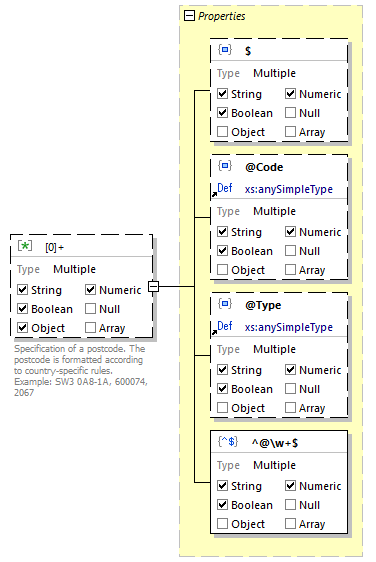 Properties
$
Type Multiple
String Numeric
Boolean Null
Object Array
@Code
Def xs:anySimpleType
Type Multiple
String Numeric
Boolean Null
Object Array
[0]+
Type Multiple
String Numeric
Boolean Null
Object Array
Specification of a postcode. The
postcode is formatted according
to country-specific rules.
Example: SW3 0A8-1A, 600074,
2067
@Type
Def xs:anySimpleType
Type Multiple
String Numeric
Boolean Null
Object Array
^@\w+$
Type Multiple
String Numeric
Boolean Null
Object Array